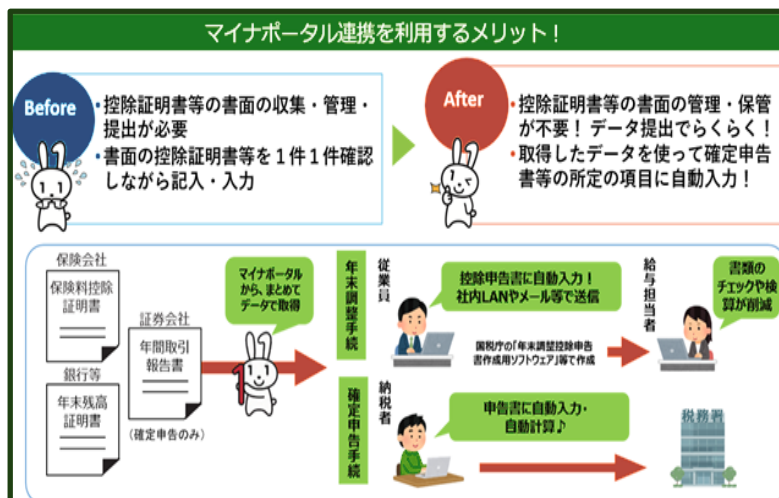 マイナポータル連携を利用するメリット！
Before
・控除証明書等の書面の収集・管理・
提出が必要
・書面の控除証明書等を１件１件確認
しながら記入・入力
After
・控除証明書等の書面の管理・保管
が不要！ データ提出でらくらく！
・取得したデータを使って確定申告
書等の所定の項目に自動入力！
保険会社
保険料控除
証明書
銀行等
年末残高
証明書
証券会社
年間取引
報告書
(確定申告のみ)
マイナポータル
から、まとめて
データで取得
年末調整手続
従業員
控除申告書に自動入力！
社内LANやメール等で送信
国税庁の「年末調整控除申告
書作成用ソフトウェア」等で作成
給与担当者
書類の
チェックや検
算が削減
確定申告手続
納税者
申告書に自動入力・
自動計算♪
税務署